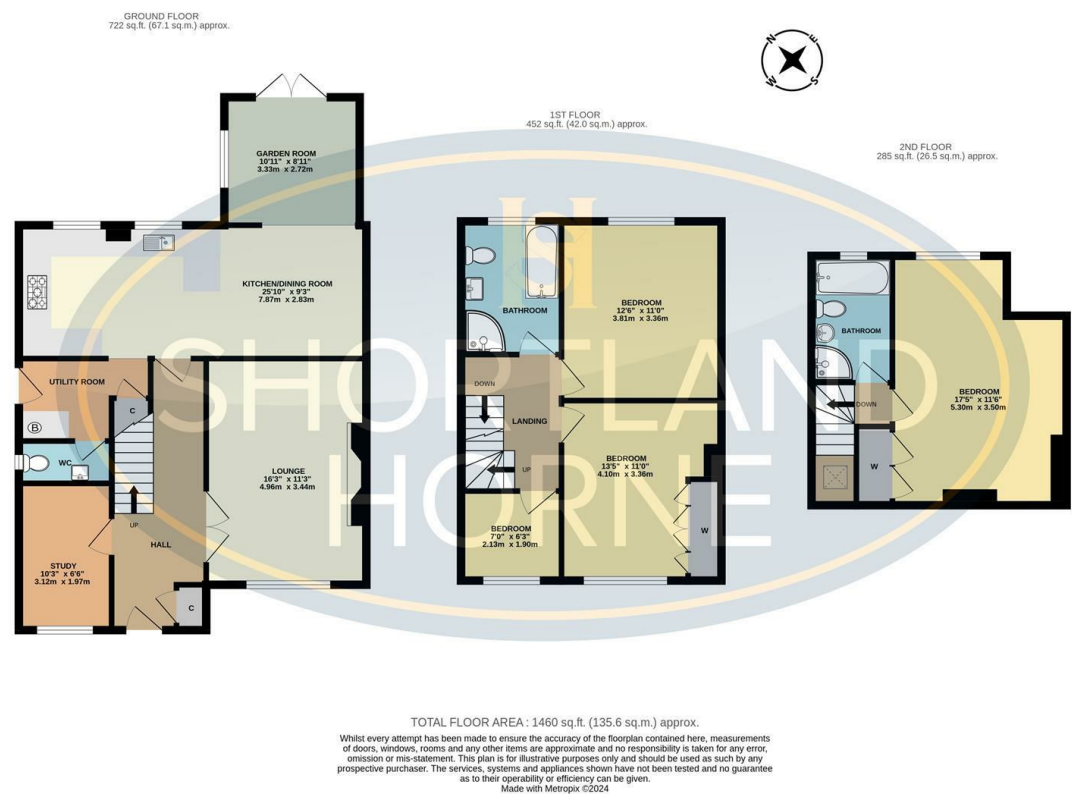 GROUND FLOOR
722 sq.ft. (67.1 sq.m.) approx.
N
E
S
W
1ST FLOOR
452 sq.ft. (42.0 sq.m.) approx.
2ND FLOOR
285 sq.ft. (26.5 sq.m.) approx.
GARDEN ROOM
10'11" x 8'11"
3.33m x 2.72m
KITCHEN/DINING ROOM
25'10" x 9'3"
7.87m x 2.83m
UTILITY ROOM
C
B
WC
LOUNGE
16'3" x 11'3"
4.96m x 3.44m
UP
HALL
STUDY
10'3" x 6'6"
3.12m x 1.97m
C
BATHROOM
BEDROOM
12'6" x 11'0"
3.81m x 3.36m
DOWN
LANDING
UP
BEDROOM
13'5" x 11'0"
4.10m x 3.36m
W
BEDROOM
7'0" x 6'3"
2.13m x 1.90m
BATHROOM
BEDROOM
17'5" x 11'6"
5.30m x 3.50m
DOWN
W
SH
SHORTLAND
HORNE
TOTAL FLOOR AREA : 1460 sq.ft. (135.6 sq.m.) approx.
Whilst every attempt has been made to ensure the accuracy of the floorplan contained here, measurements
of doors, windows, rooms and any other items are approximate and no responsibility is taken for any error,
omission or mis-statement. This plan is for illustrative purposes only and should be used as such by any
prospective purchaser. The services, systems and appliances shown have not been tested and no guarantee
as to their operability or efficiency can be given.
Made with Metropix ©2024